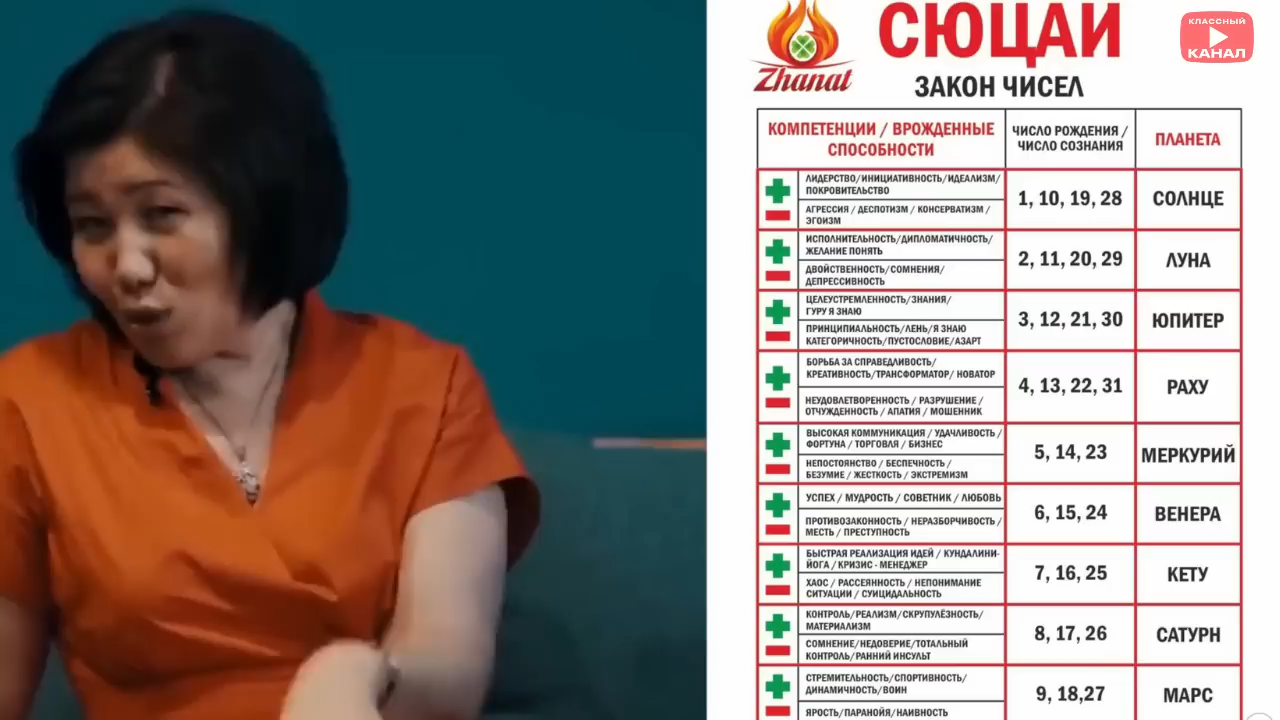 СЮЦАИ
КЛАССНЫЙ
КАНАЛ
Zhanat
ЗАКОН ЧИСЕЛ
КОМПЕТЕНЦИИ / ВРОЖДЕННЫЕ
СПОСОБНОСТИ
ЧИСЛО РОЖДЕНИЯ /
ЧИСЛО СОЗНАНИЯ
ПЛАНЕТА
ЛИДЕРСТВО/ИНИЦИАТИВНОСТЬ/ИДЕАЛИЗМ/
ПОКРОВИТЕЛЬСТВО
АГРЕССИЯ / ДЕСПОТИЗМ / КОНСЕРВАТИЗМ /
ЭГОИЗМ
1, 10, 19, 28
СОЛНЦЕ
ИСПОЛНИТЕЛЬНОСТЬ/ДИПЛОМАТИЧНОСТЬ/
ЖЕЛАНИЕ ПОНЯТЬ
ДВОЙСТВЕННОСТЬ/СОМНЕНИЯ/
ДЕПРЕССИВНОСТЬ
2, 11, 20, 29
ЛУНА
ЦЕЛЕУСТРЕМЛЕННОСТЬ/ЗНАНИЯ/
ГУРУ Я ЗНАЮ
ПРИНЦИПИАЛЬНОСТЬ/ЛЕНЬ/Я ЗНАЮ
КАТЕГОРИЧНОСТЬ/ПУСТОСЛОВИЕ/АЗАРТ
3, 12, 21, 30
ЮПИТЕР
БОРЬБА ЗА СПРАВЕДЛИВОСТЬ/
КРЕАТИВНОСТЬ/ТРАНСФОРМАТОР/ НОВАТОР
НЕУДОВЛЕТВОРЕННОСТЬ / РАЗРУШЕНИЕ /
ОТЧУЖДЕННОСТЬ / АПАТИЯ / МОШЕННИК
4, 13, 22, 31
РАХУ
ВЫСОКАЯ КОММУНИКАЦИЯ / УДАЧЛИВОСТЬ /
ФОРТУНА / ТОРГОВЛЯ / БИЗНЕС
НЕПОСТОЯНСТВО / БЕСПЕЧНОСТЬ /
БЕЗУМИЕ / ЖЕСТКОСТЬ / ЭКСТРЕМИЗМ
5, 14, 23
МЕРКУРИЙ
УСПЕХ / МУДРОСТЬ / СОВЕТНИК / ЛЮБОВЬ
ПРОТИВОЗАКОННОСТЬ / НЕРАЗБОРЧИВОСТЬ /
МЕСТЬ / ПРЕСТУПНОСТЬ
6, 15, 24
ВЕНЕРА
БЫСТРАЯ РЕАЛИЗАЦИЯ ИДЕЙ / КУНДАЛИНИ-
ЙОГА / КРИЗИС - МЕНЕДЖЕР
ХАОС / РАССЕЯННОСТЬ / НЕПОНИМАНИЕ
СИТУАЦИИ / СУИЦИДАЛЬНОСТЬ
7, 16, 25
КЕТУ
КОНТРОЛЬ/РЕАЛИЗМ/СКРУПУЛЁЗНОСТЬ/
МАТЕРИАЛИЗМ
СОМНЕНИЕ/НЕДОВЕРИЕ/ТОТАЛЬНЫЙ
КОНТРОЛЬ/РАННИЙ ИНСУЛЬТ
8, 17, 26
САТУРН
СТРЕМИТЕЛЬНОСТЬ/СПОРТИВНОСТЬ/
ДИНАМИЧНОСТЬ/ВОИН
ЯРОСТЬ/ПАРАНОЙЯ/НАИВНОСТЬ
9, 18,27
МАРС